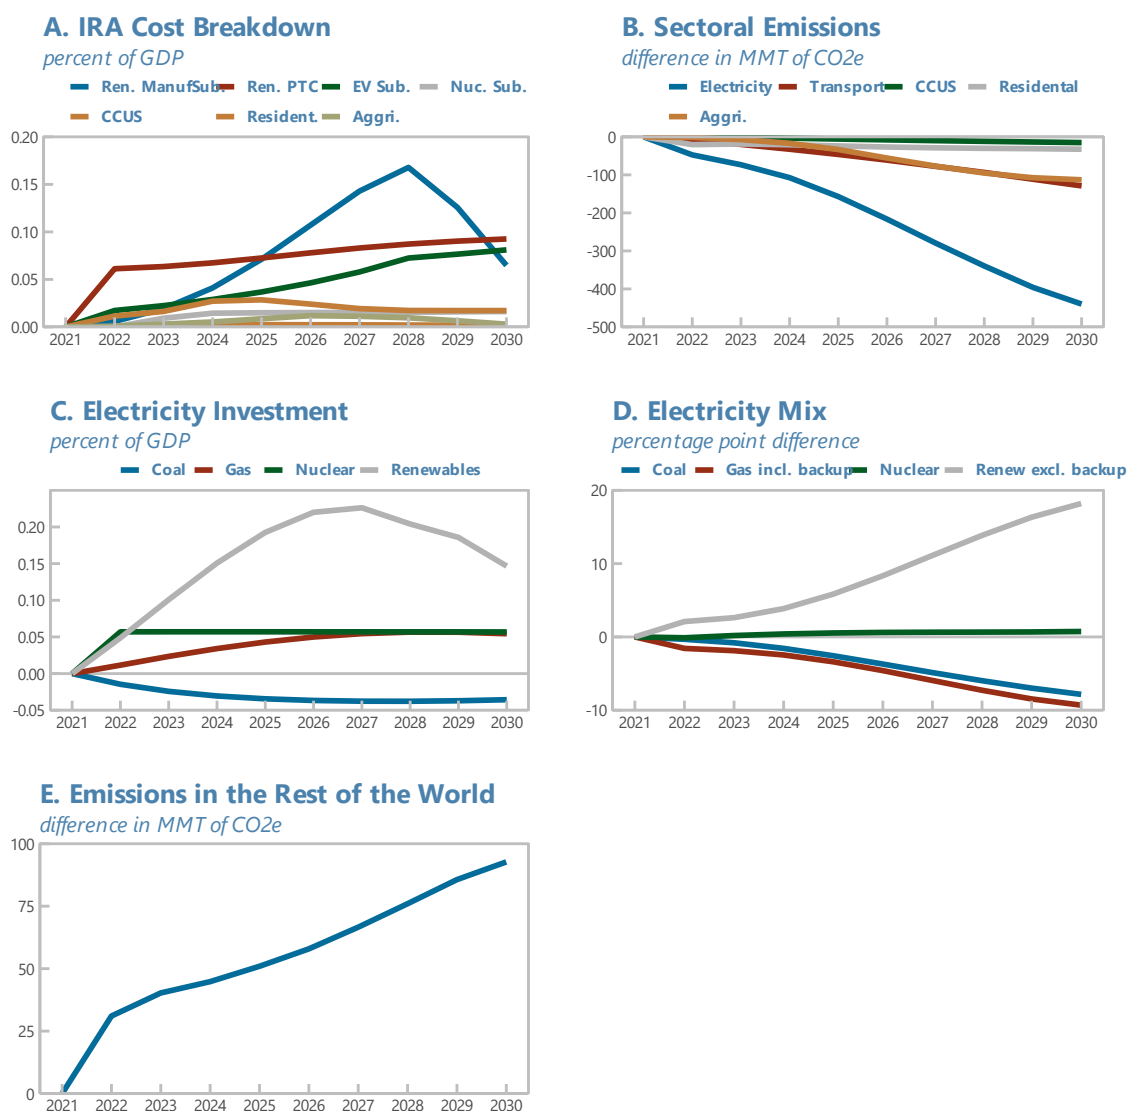 A. IRA Cost Breakdown
percent of GDP
Ren. ManufSub. Ren. PTC EV Sub. Nuc. Sub.
CCUS Resident. Aggri.
0.20
0.15
0.10
0.05
0.00
2021 2022 2023 2024 2025 2026 2027 2028 2029 2030
B. Sectoral Emissions
difference in MMT of CO2e
Electricity Transport CCUS Residental
Aggri.
0
-100
-200
-300
-400
-500
2021 2022 2023 2024 2025 2026 2027 2028 2029 2030
C. Electricity Investment
percent of GDP
Coal Gas Nuclear Renewables
0.20
0.15
0.10
0.05
0.00
-0.05
2021 2022 2023 2024 2025 2026 2027 2028 2029 2030
D. Electricity Mix
percentage point difference
Coal Gas incl. backup Nuclear Renew excl. backup
20
10
0
-10
2021 2022 2023 2024 2025 2026 2027 2028 2029 2030
E. Emissions in the Rest of the World
difference in MMT of CO2e
100
75
50
25
0
2021 2022 2023 2024 2025 2026 2027 2028 2029 2030